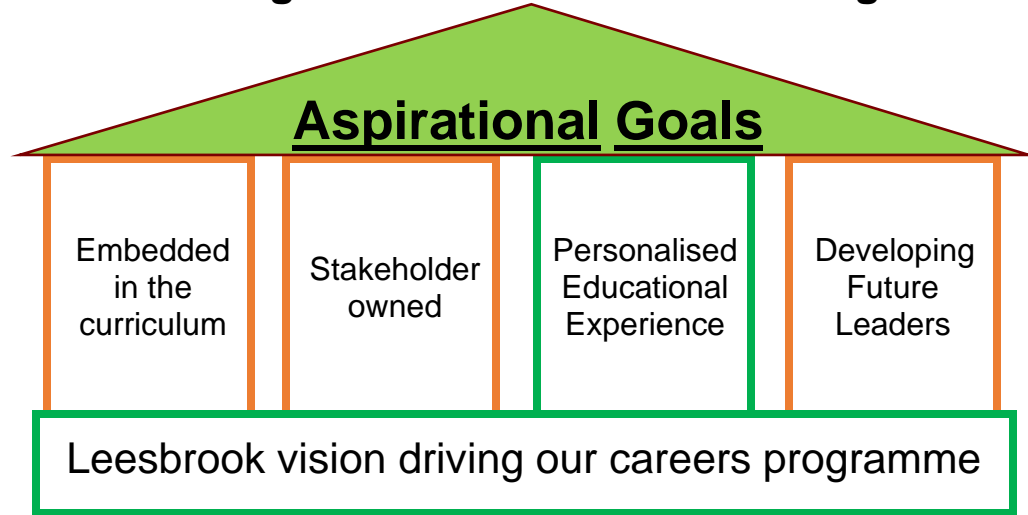 Aspirational Goals
Embedded
in the
curriculum
Stakeholder
owned
Personalised
Educational
Experience
Developing
Future
Leaders
Leesbrook vision driving our careers programme